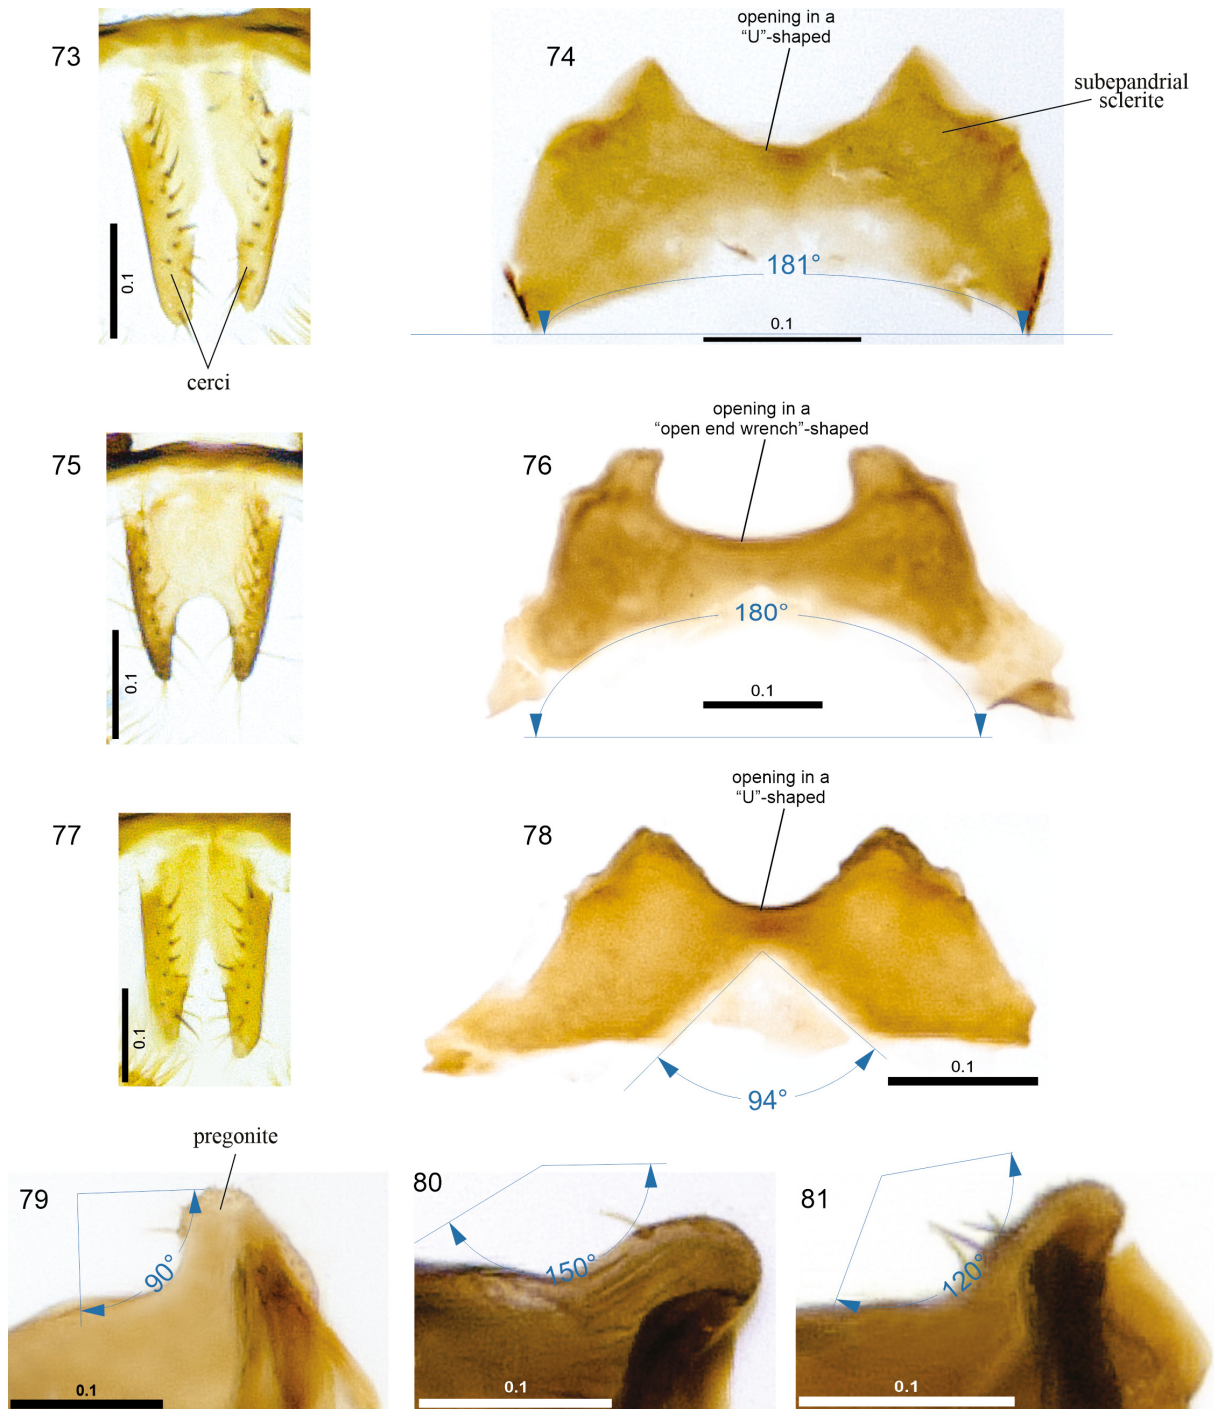 73
0.1
cerci
74
opening in a
“U”-shaped
subepandrial
sclerite
181°
0.1
75
0.1
76
opening in a
“open end wrench”-shaped
180°
0.1
77
0.1
78
opening in a
“U”-shaped
94°
0.1
79
pregonite
90°
0.1
80
150°
0.1
81
120°
0.1